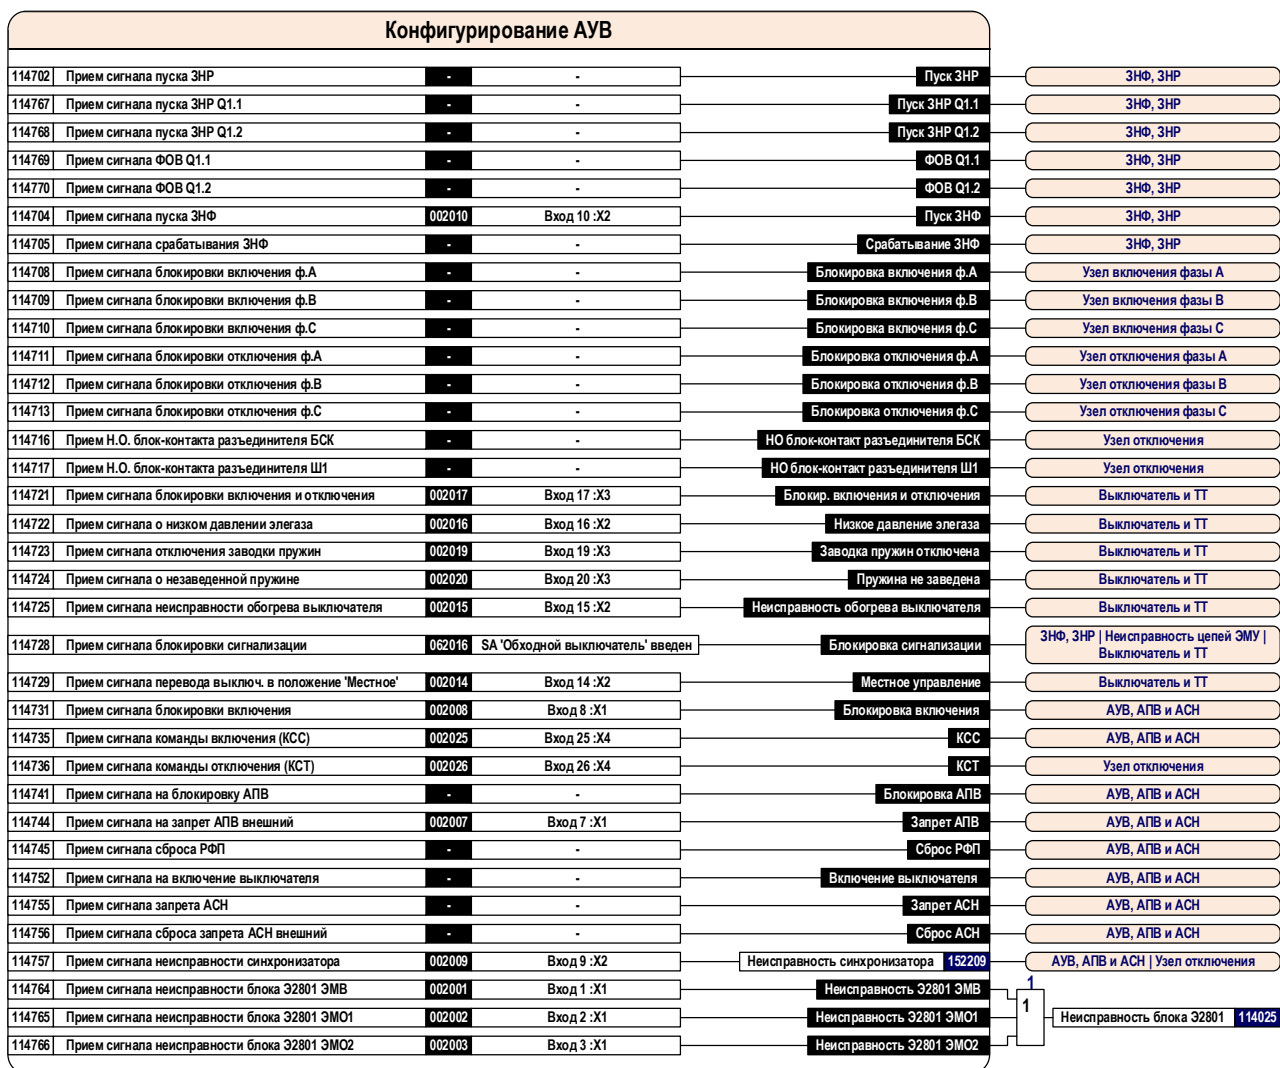 Конфигурирование АУВ
114702 Прием сигнала пуска ЗНР - - Пуск ЗНР ЗНФ, ЗНР
114767 Прием сигнала пуска ЗНР Q1.1 - - Пуск ЗНР Q1.1 ЗНФ, ЗНР
114768 Прием сигнала пуска ЗНР Q1.2 - - Пуск ЗНР Q1.2 ЗНФ, ЗНР
114769 Прием сигнала ФОВ Q1.1 - - ФОВ Q1.1 ЗНФ, ЗНР
114770 Прием сигнала ФОВ Q1.2 - - ФОВ Q1.2 ЗНФ, ЗНР
114704 Прием сигнала пуска ЗНФ 002010 Вход 10 :X2 Пуск ЗНФ ЗНФ, ЗНР
114705 Прием сигнала срабатывания ЗНФ - - Срабатывание ЗНФ ЗНФ, ЗНР
114708 Прием сигнала блокировки включения ф.А - - Блокировка включения ф.А Узел включения фазы А
114709 Прием сигнала блокировки включения ф.В - - Блокировка включения ф.В Узел включения фазы В
114710 Прием сигнала блокировки включения ф.С - - Блокировка включения ф.С Узел включения фазы С
114711 Прием сигнала блокировки отключения ф.А - - Блокировка отключения ф.А Узел отключения фазы А
114712 Прием сигнала блокировки отключения ф.В - - Блокировка отключения ф.В Узел отключения фазы В
114713 Прием сигнала блокировки отключения ф.С - - Блокировка отключения ф.С Узел отключения фазы С
114716 Прием Н.О. блок-контакта разъединителя БСК - - НО блок-контакт разъединителя БСК Узел отключения
114717 Прием Н.О. блок-контакта разъединителя Ш1 - - НО блок-контакт разъединителя Ш1 Узел отключения
114721 Прием сигнала блокировки включения и отключения 002017 Вход 17 :X3 Блокир. включения и отключения Выключатель и ТТ
114722 Прием сигнала о низком давлении элегаза 002016 Вход 16 :X2 Низкое давление элегаза Выключатель и ТТ
114723 Прием сигнала отключения заводки пружин 002019 Вход 19 :X3 Заводка пружин отключена Выключатель и ТТ
114724 Прием сигнала о незаведенной пружине 002020 Вход 20 :X3 Пружина не заведена Выключатель и ТТ
114725 Прием сигнала неисправности обогрева выключателя 002015 Вход 15 :X2 Неисправность обогрева выключателя Выключатель и ТТ
114728 Прием сигнала блокировки сигнализации 062016 SA 'Обходной выключатель' введен Блокировка сигнализации ЗНФ, ЗНР | Неисправность цепей ЭМУ |
Выключатель и ТТ
114729 Прием сигнала перевода выключ. в положение 'Местное' 002014 Вход 14 :X2 Местное управление Выключатель и ТТ
114731 Прием сигнала блокировки включения 002008 Вход 8 :X1 Блокировка включения АУВ, АПВ и АСН
114735 Прием сигнала команды включения (КСС) 002025 Вход 25 :X4 КСС АУВ, АПВ и АСН
114736 Прием сигнала команды отключения (КСТ) 002026 Вход 26 :X4 КСТ Узел отключения
114741 Прием сигнала на блокировку АПВ - - Блокировка АПВ АУВ, АПВ и АСН
114744 Прием сигнала на запрет АПВ внешний 002007 Вход 7 :X1 Запрет АПВ АУВ, АПВ и АСН
114745 Прием сигнала сброса РФП - - Сброс РФП АУВ, АПВ и АСН
114752 Прием сигнала на включение выключателя - - Включение выключателя АУВ, АПВ и АСН
114755 Прием сигнала запрета АСН - - Запрет АСН АУВ, АПВ и АСН
114756 Прием сигнала сброса запрета АСН внешний - - Сброс АСН АУВ, АПВ и АСН
114757 Прием сигнала неисправности синхронизатора 002009 Вход 9 :X2 Неисправность синхронизатора 152209 АУВ, АПВ и АСН | Узел отключения
114764 Прием сигнала неисправности блока Э2801 ЭМВ 002001 Вход 1 :X1 Неисправность Э2801 ЭМВ 1
114765 Прием сигнала неисправности блока Э2801 ЭМО1 002002 Вход 2 :X1 Неисправность Э2801 ЭМО1 1 Неисправность блока Э2801 114025
114766 Прием сигнала неисправности блока Э2801 ЭМО2 002003 Вход 3 :X1 Неисправность Э2801 ЭМО2